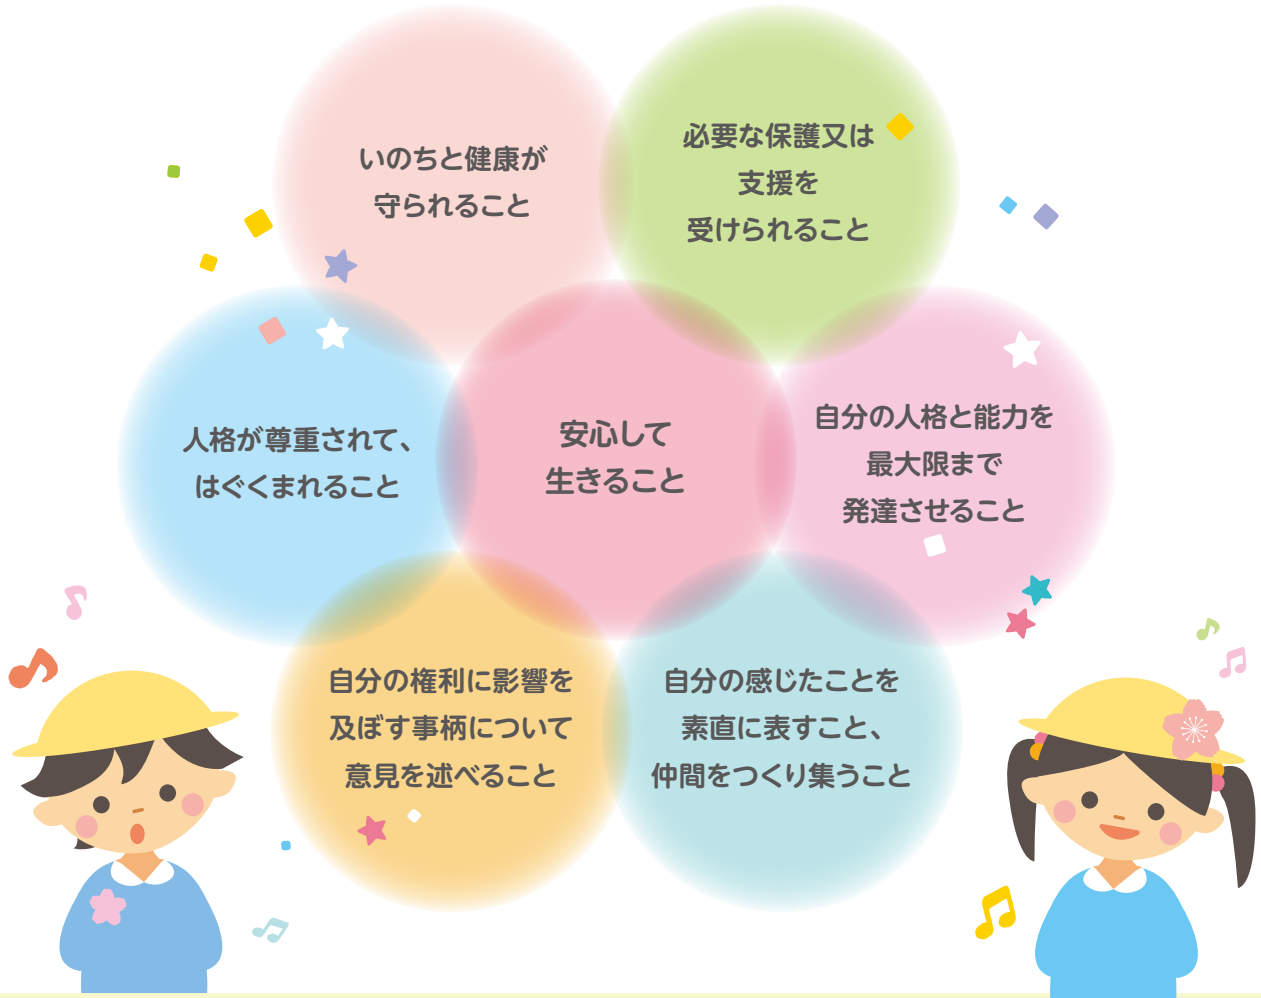 いのちと健康が
守られること
必要な保護又は
支援を
受けられること
人格が尊重されて、
はぐくまれること
安心して
生きること
自分の人格と能力を
最大限まで
発達させること
自分の権利に影響を
及ぼす事柄について
意見を述べること
自分の感じたことを
素直に表すこと、
仲間をつくり集うこと